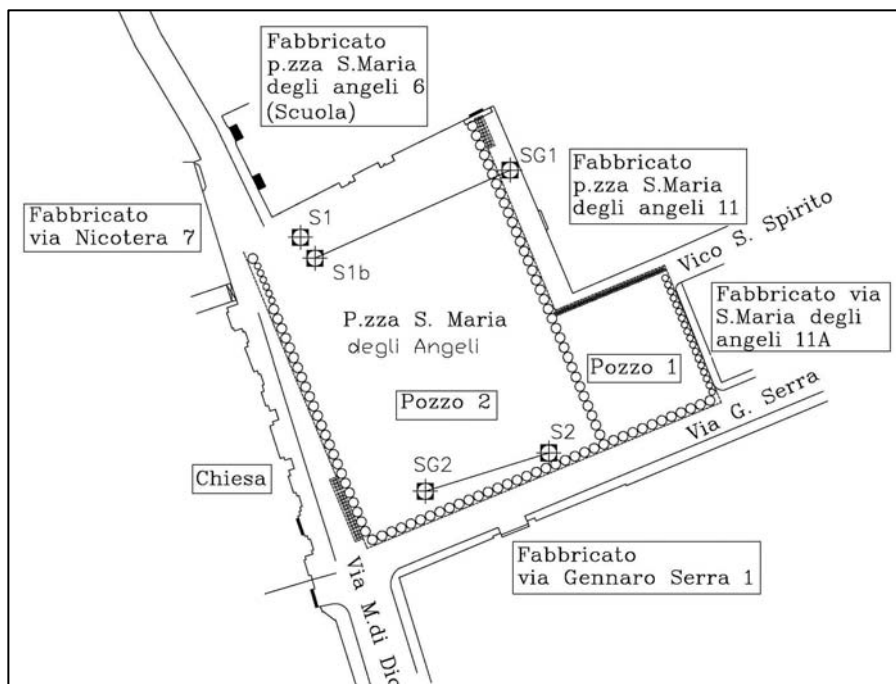 Fabbricato
p.zza S.Maria
degli angeli 6
(Scuola)
SG1
Fabbricato
p.zza S.Maria
degli angeli 11
Fabbricato
via Nicotera 7
S1
S1b
Vico S. Spirito
P.zza S. Maria
degli Angeli
Fabbricato via
S.Maria degli
angeli 11A
Pozzo 1
Pozzo 2
Via G. Serra
S2
SG2
Chiesa
Fabbricato
via Gennaro Serra 1
Via M.di Dio